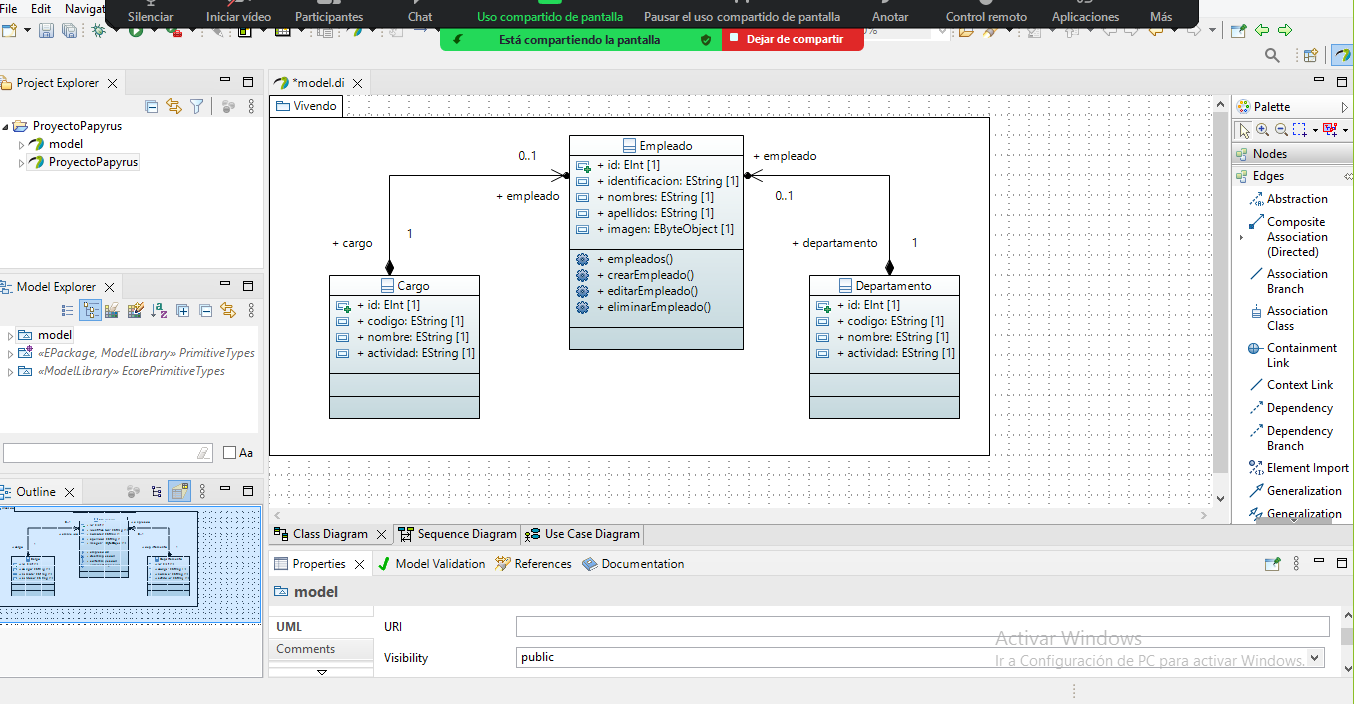 File Edit Navigat
Silenciar Iniciar vídeo Participantes Chat Uso compartido de pantalla Pausar el uso compartido de pantalla Anotar Control remoto Aplicaciones Más
Está compartiendo la pantalla Dejar de compartir
Project Explorer
ProyectoPapyrus
model
ProyectoPapyrus
Model Explorer
model
«EPackage, ModelLibrary» PrimitiveTypes
«ModelLibrary» EcorePrimitiveTypes
Aa
Outline
*model.di
Vivendo
Empleado
+ id: EInt [1]
+ identificacion: EString [1]
+ nombres: EString [1]
+ apellidos: EString [1]
+ imagen: EByteObject [1]
+ empleados()
+ crearEmpleado()
+ editarEmpleado()
+ eliminarEmpleado()
0..1
+ empleado
+ cargo
1
Cargo
+ id: EInt [1]
+ codigo: EString [1]
+ nombre: EString [1]
+ actividad: EString [1]
+ empleado
0..1
+ departamento
1
Departamento
+ id: EInt [1]
+ codigo: EString [1]
+ nombre: EString [1]
+ actividad: EString [1]
Class Diagram Sequence Diagram Use Case Diagram
Properties Model Validation References Documentation
model
UML
Comments
URI
Visibility public
Activar Windows
Ir a Configuración de PC para activar Windows.
Palette
Nodes
Edges
Abstraction
Composite
Association
(Directed)
Association
Branch
Association
Class
Containment
Link
Context Link
Dependency
Dependency
Branch
Element Import
Generalization
Generalization